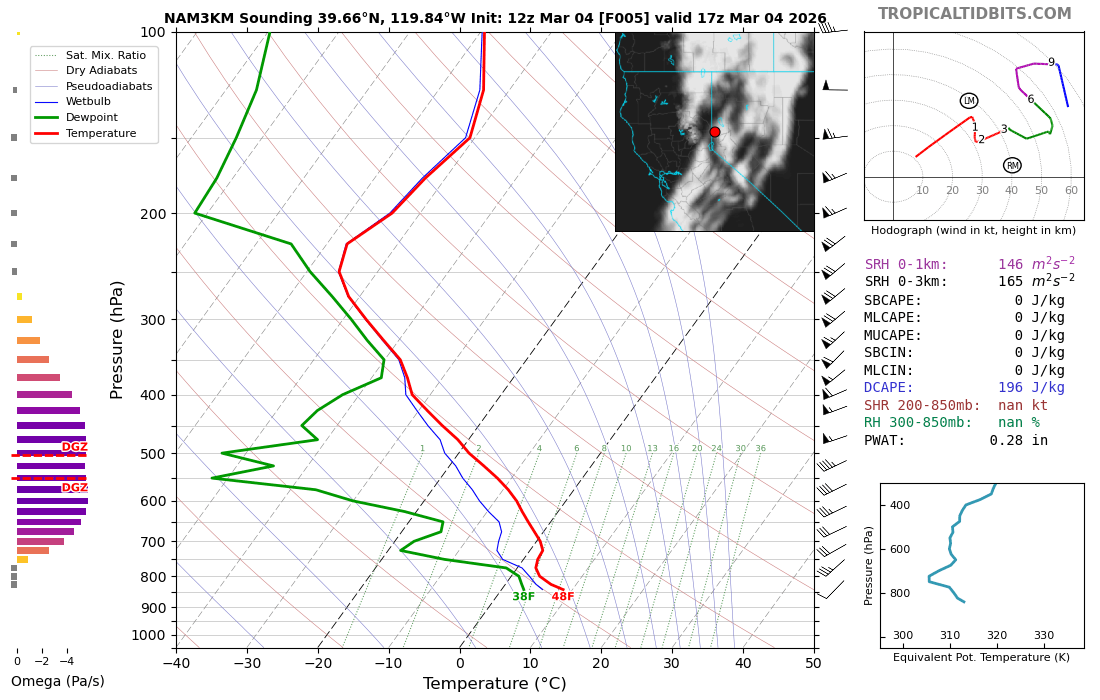 NAM3KM Sounding 39.66°N, 119.84°W Init: 12z Mar 04 [F005] valid 17z Mar 04 2026
TROPICALTIDBITS.COM
Sat. Mix. Ratio
Dry Adiabats
Pseudoadiabats
Wetbulb
Dewpoint
Temperature
100
200
300
400
500
600
700
800
900
1000
Pressure (hPa)
DGZ
DGZ
1 2 4 6 8 10 13 16 20 24 30 36
38F 48F
−40 −30 −20 −10 0 10 20 30 40 50
Temperature (°C)
0 −2 −4
Omega (Pa/s)
9
LM
6
1
2
3
RM
10 20 30 40 50 60
Hodograph (wind in kt, height in km)
SRH 0-1km: 146 m²s⁻²
SRH 0-3km: 165 m²s⁻²
SBCAPE: 0 J/kg
MLCAPE: 0 J/kg
MUCAPE: 0 J/kg
SBCIN: 0 J/kg
MLCIN: 0 J/kg
DCAPE: 196 J/kg
SHR 200-850mb: nan kt
RH 300-850mb: nan %
PWAT: 0.28 in
400
600
800
Pressure (hPa)
300 310 320 330
Equivalent Pot. Temperature (K)